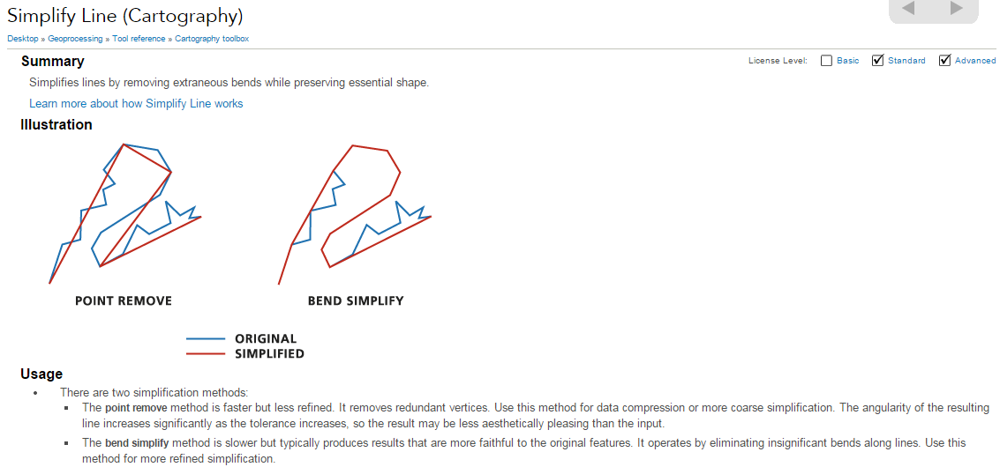 Simplify Line (Cartography)
Desktop » Geoprocessing » Tool reference » Cartography toolbox
Summary
License Level: Basic Standard Advanced
Simplifies lines by removing extraneous bends while preserving essential shape.
Learn more about how Simplify Line works
Illustration
POINT REMOVE
BEND SIMPLIFY
ORIGINAL
SIMPLIFIED
Usage
• There are two simplification methods:
▪ The point remove method is faster but less refined. It removes redundant vertices. Use this method for data compression or more coarse simplification. The angularity of the resulting
line increases significantly as the tolerance increases, so the result may be less aesthetically pleasing than the input.
▪ The bend simplify method is slower but typically produces results that are more faithful to the original features. It operates by eliminating insignificant bends along lines. Use this
method for more refined simplification.